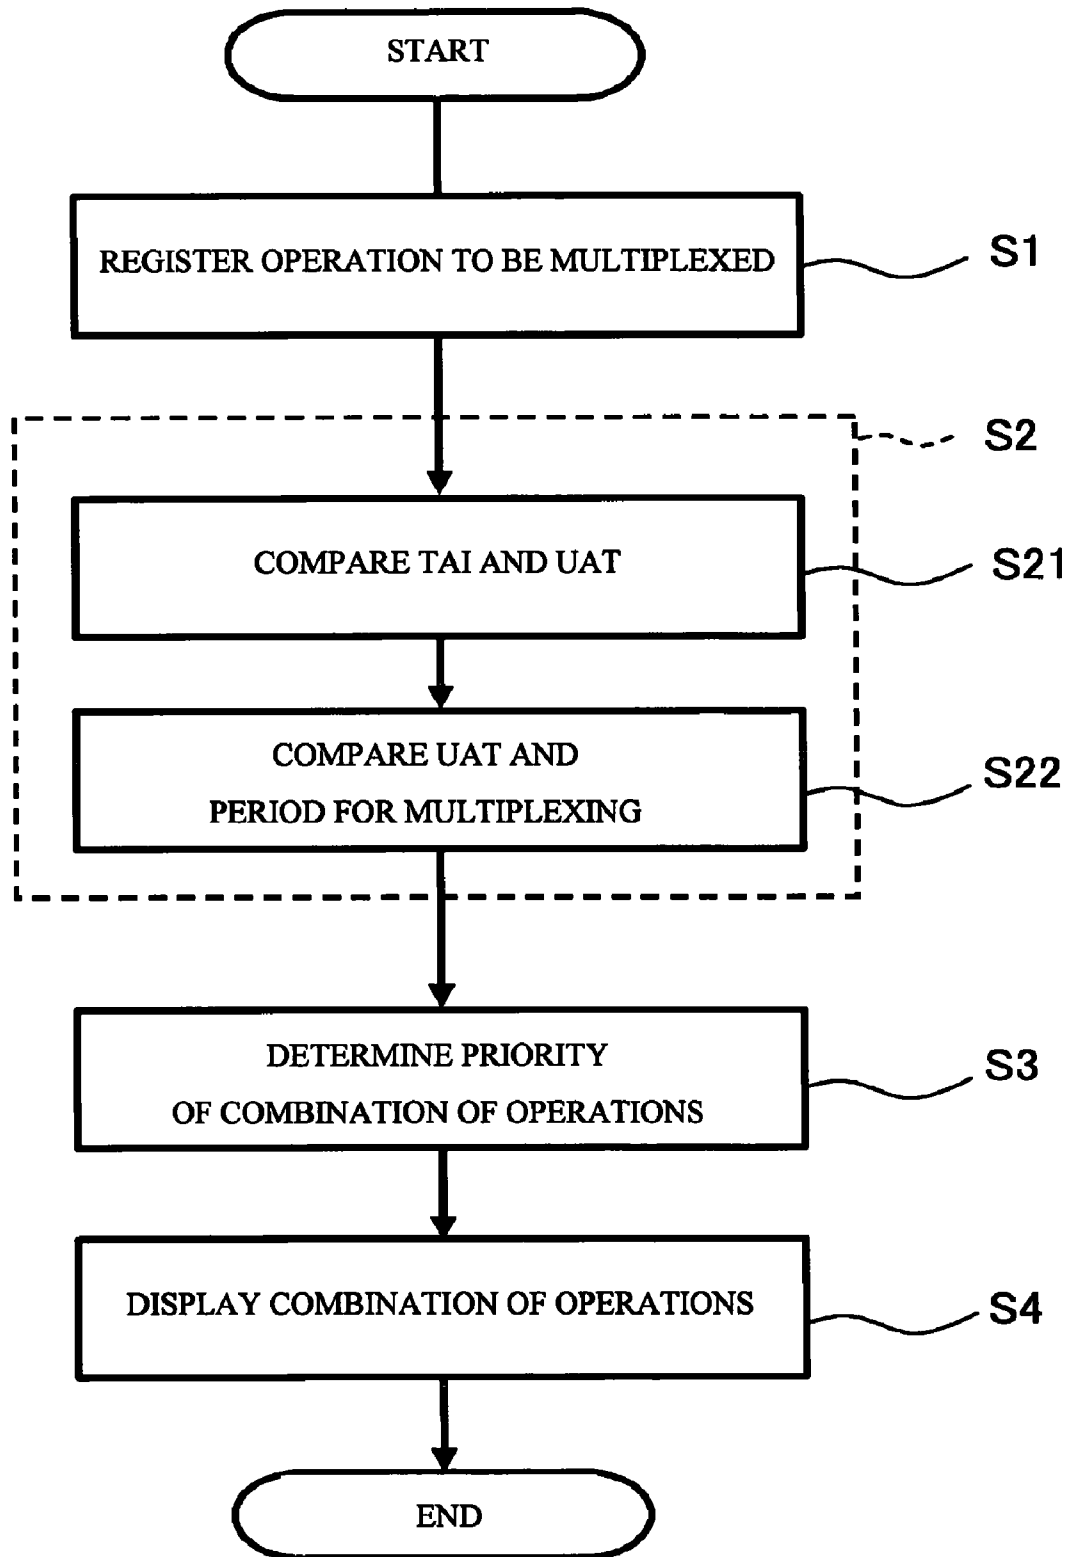 START
REGISTER OPERATION TO BE MULTIPLEXED
S1
S2
COMPARE TAI AND UAT
S21
COMPARE UAT AND
PERIOD FOR MULTIPLEXING
S22
DETERMINE PRIORITY
OF COMBINATION OF OPERATIONS
S3
DISPLAY COMBINATION OF OPERATIONS
S4
END